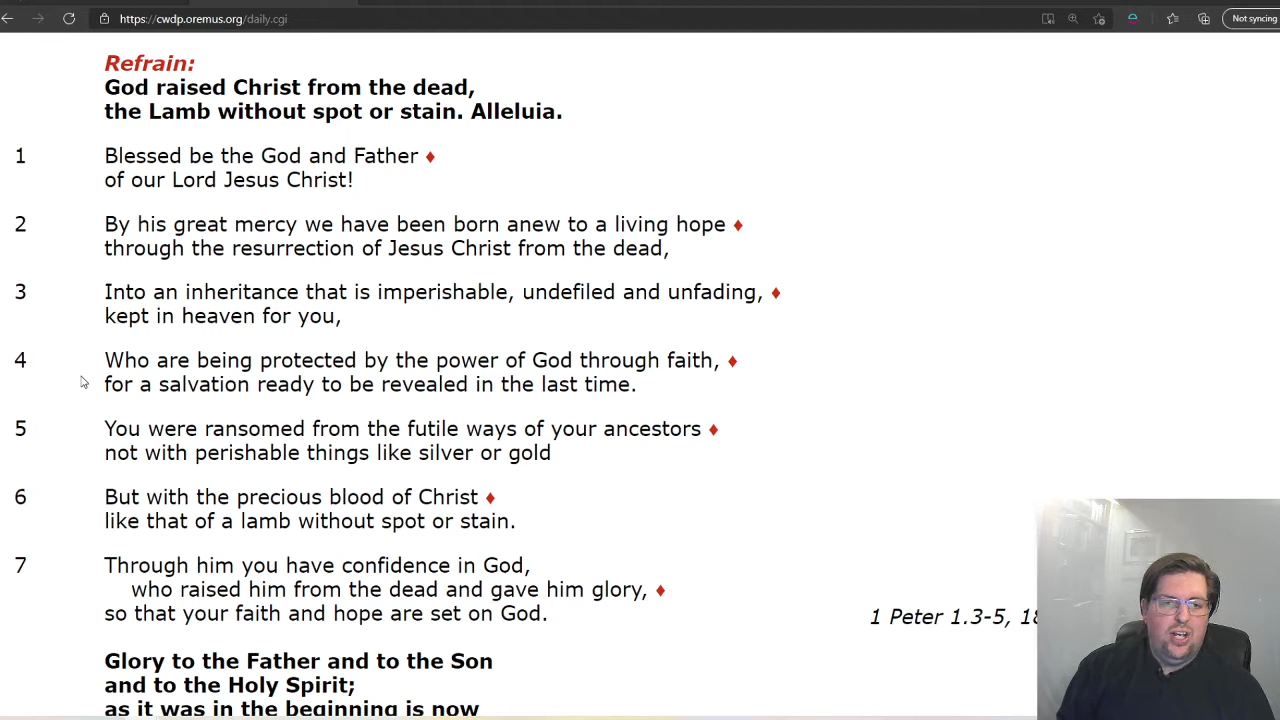 https://cwdp.oremus.org/daily.cgi
Not syncing
Refrain:
God raised Christ from the dead,
the Lamb without spot or stain. Alleluia.
1 Blessed be the God and Father ♦
of our Lord Jesus Christ!
2 By his great mercy we have been born anew to a living hope ♦
through the resurrection of Jesus Christ from the dead,
3 Into an inheritance that is imperishable, undefiled and unfading, ♦
kept in heaven for you,
4 Who are being protected by the power of God through faith, ♦
for a salvation ready to be revealed in the last time.
5 You were ransomed from the futile ways of your ancestors ♦
not with perishable things like silver or gold
6 But with the precious blood of Christ ♦
like that of a lamb without spot or stain.
7 Through him you have confidence in God,
who raised him from the dead and gave him glory, ♦
so that your faith and hope are set on God.
1 Peter 1.3-5, 18
Glory to the Father and to the Son
and to the Holy Spirit;
as it was in the beginning is now